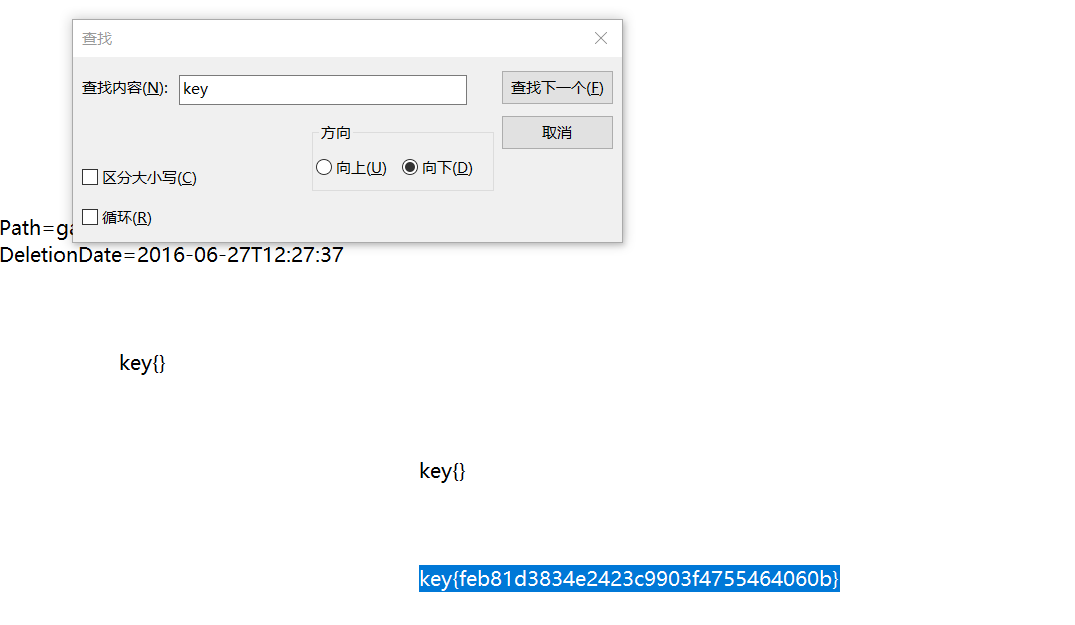 查找
查找内容(N): key 查找下一个(F)
方向 取消
向上(U) 向下(D)
区分大小写(C)
循环(R)
Path=ga
DeletionDate=2016-06-27T12:27:37
key{}
key{}
key{feb81d3834e2423c9903f4755464060b}